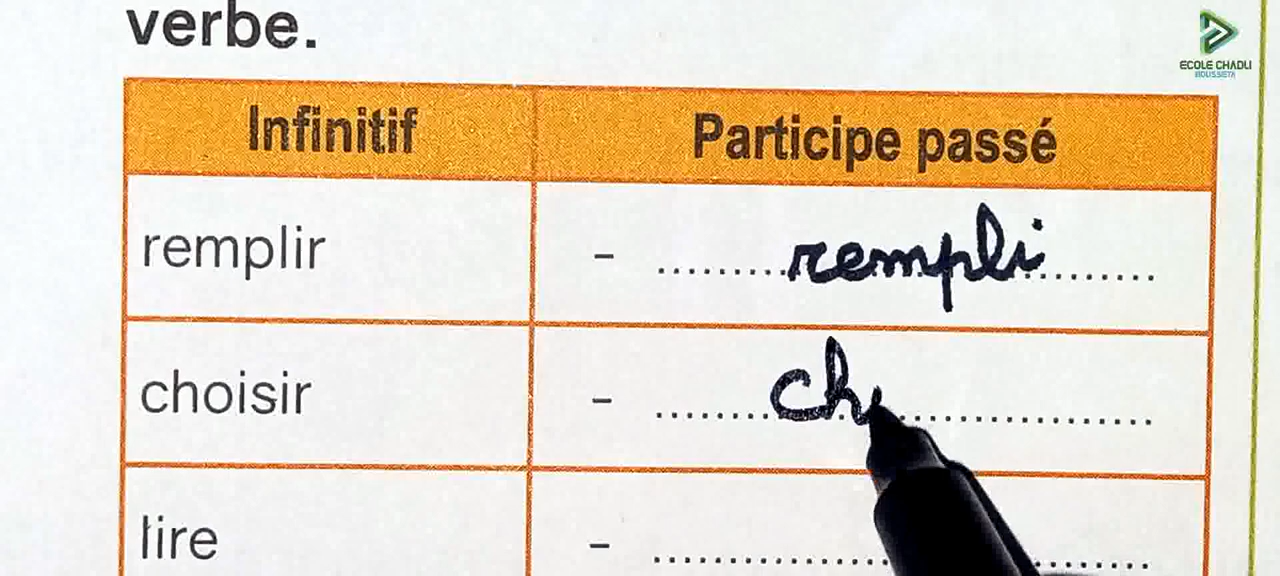 verbe.
ECOLE CHADLI
Infinitif Participe passé
remplir - rempli
choisir - ch
lire -